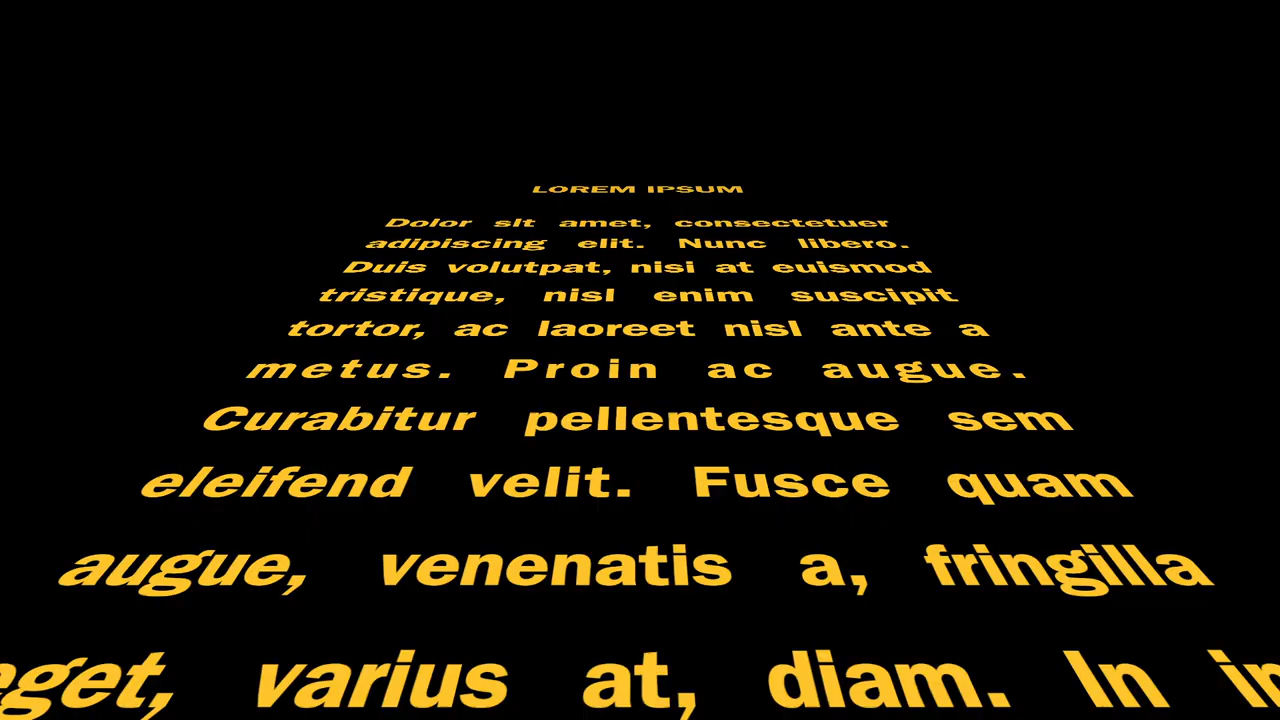 LOREM IPSUM
Dolor sit amet, consectetuer
adipiscing elit. Nunc libero.
Duis volutpat, nisi at euismod
tristique, nisl enim suscipit
tortor, ac laoreet nisl ante a
metus. Proin ac augue.
Curabitur pellentesque sem
eleifend velit. Fusce quam
augue, venenatis a, fringilla
eget, varius at, diam. In